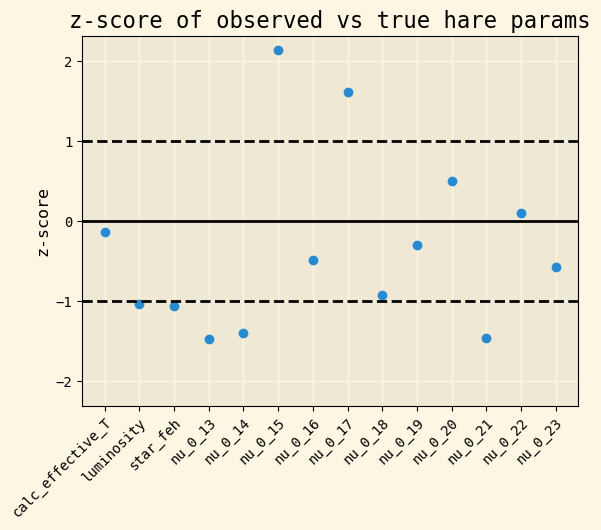 z-score of observed vs true hare params
z-score
2
1
0
−1
−2
calc_effective_T
luminosity
star_feh
nu_0_13
nu_0_14
nu_0_15
nu_0_16
nu_0_17
nu_0_18
nu_0_19
nu_0_20
nu_0_21
nu_0_22
nu_0_23